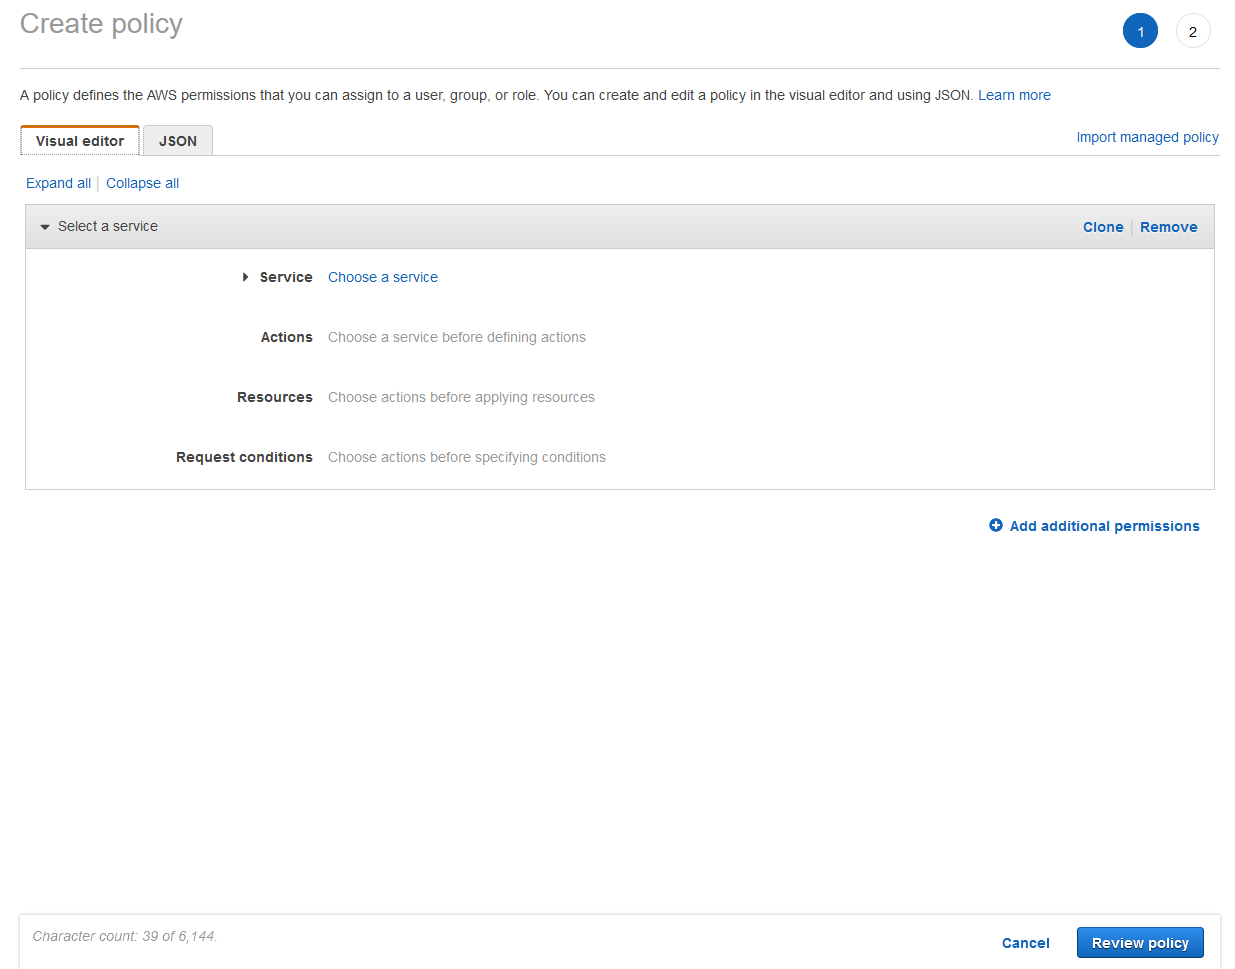 Create policy
1
2
A policy defines the AWS permissions that you can assign to a user, group, or role. You can create and edit a policy in the visual editor and using JSON. Learn more
Visual editor
JSON
Import managed policy
Expand all
Collapse all
Select a service
Clone
Remove
Service Choose a service
Actions Choose a service before defining actions
Resources Choose actions before applying resources
Request conditions Choose actions before specifying conditions
Add additional permissions
Character count: 39 of 6,144.
Cancel
Review policy